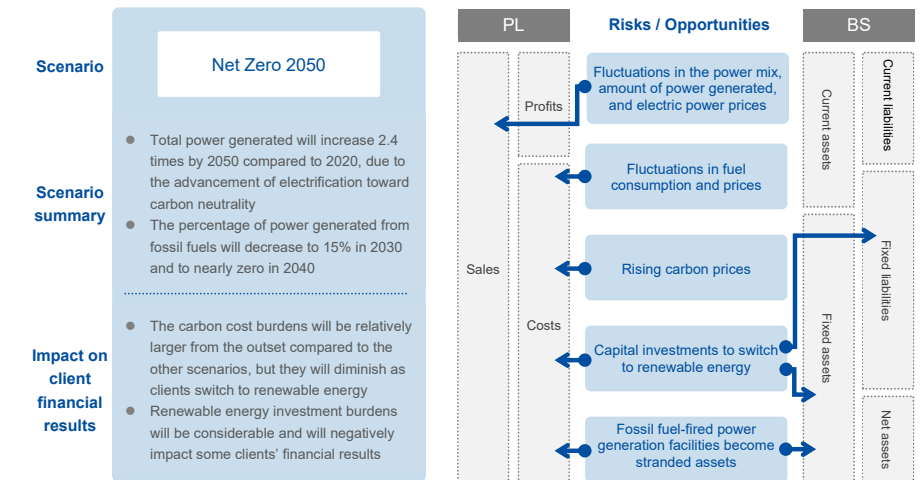 Scenario
Net Zero 2050
Scenario
summary
Total power generated will increase 2.4
times by 2050 compared to 2020, due to
the advancement of electrification toward
carbon neutrality
The percentage of power generated from
fossil fuels will decrease to 15% in 2030
and to nearly zero in 2040
Impact on
client
financial
results
The carbon cost burdens will be relatively
larger from the outset compared to the
other scenarios, but they will diminish as
clients switch to renewable energy
Renewable energy investment burdens
will be considerable and will negatively
impact some clients' financial results
PL
Risks / Opportunities
BS
Sales
Profits
Costs
Fluctuations in the power mix,
amount of power generated,
and electric power prices
Fluctuations in fuel
consumption and prices
Rising carbon prices
Capital investments to switch
to renewable energy
Fossil fuel-fired power
generation facilities become
stranded assets
Current assets
Fixed assets
Current liabilities
Fixed liabilities
Net assets